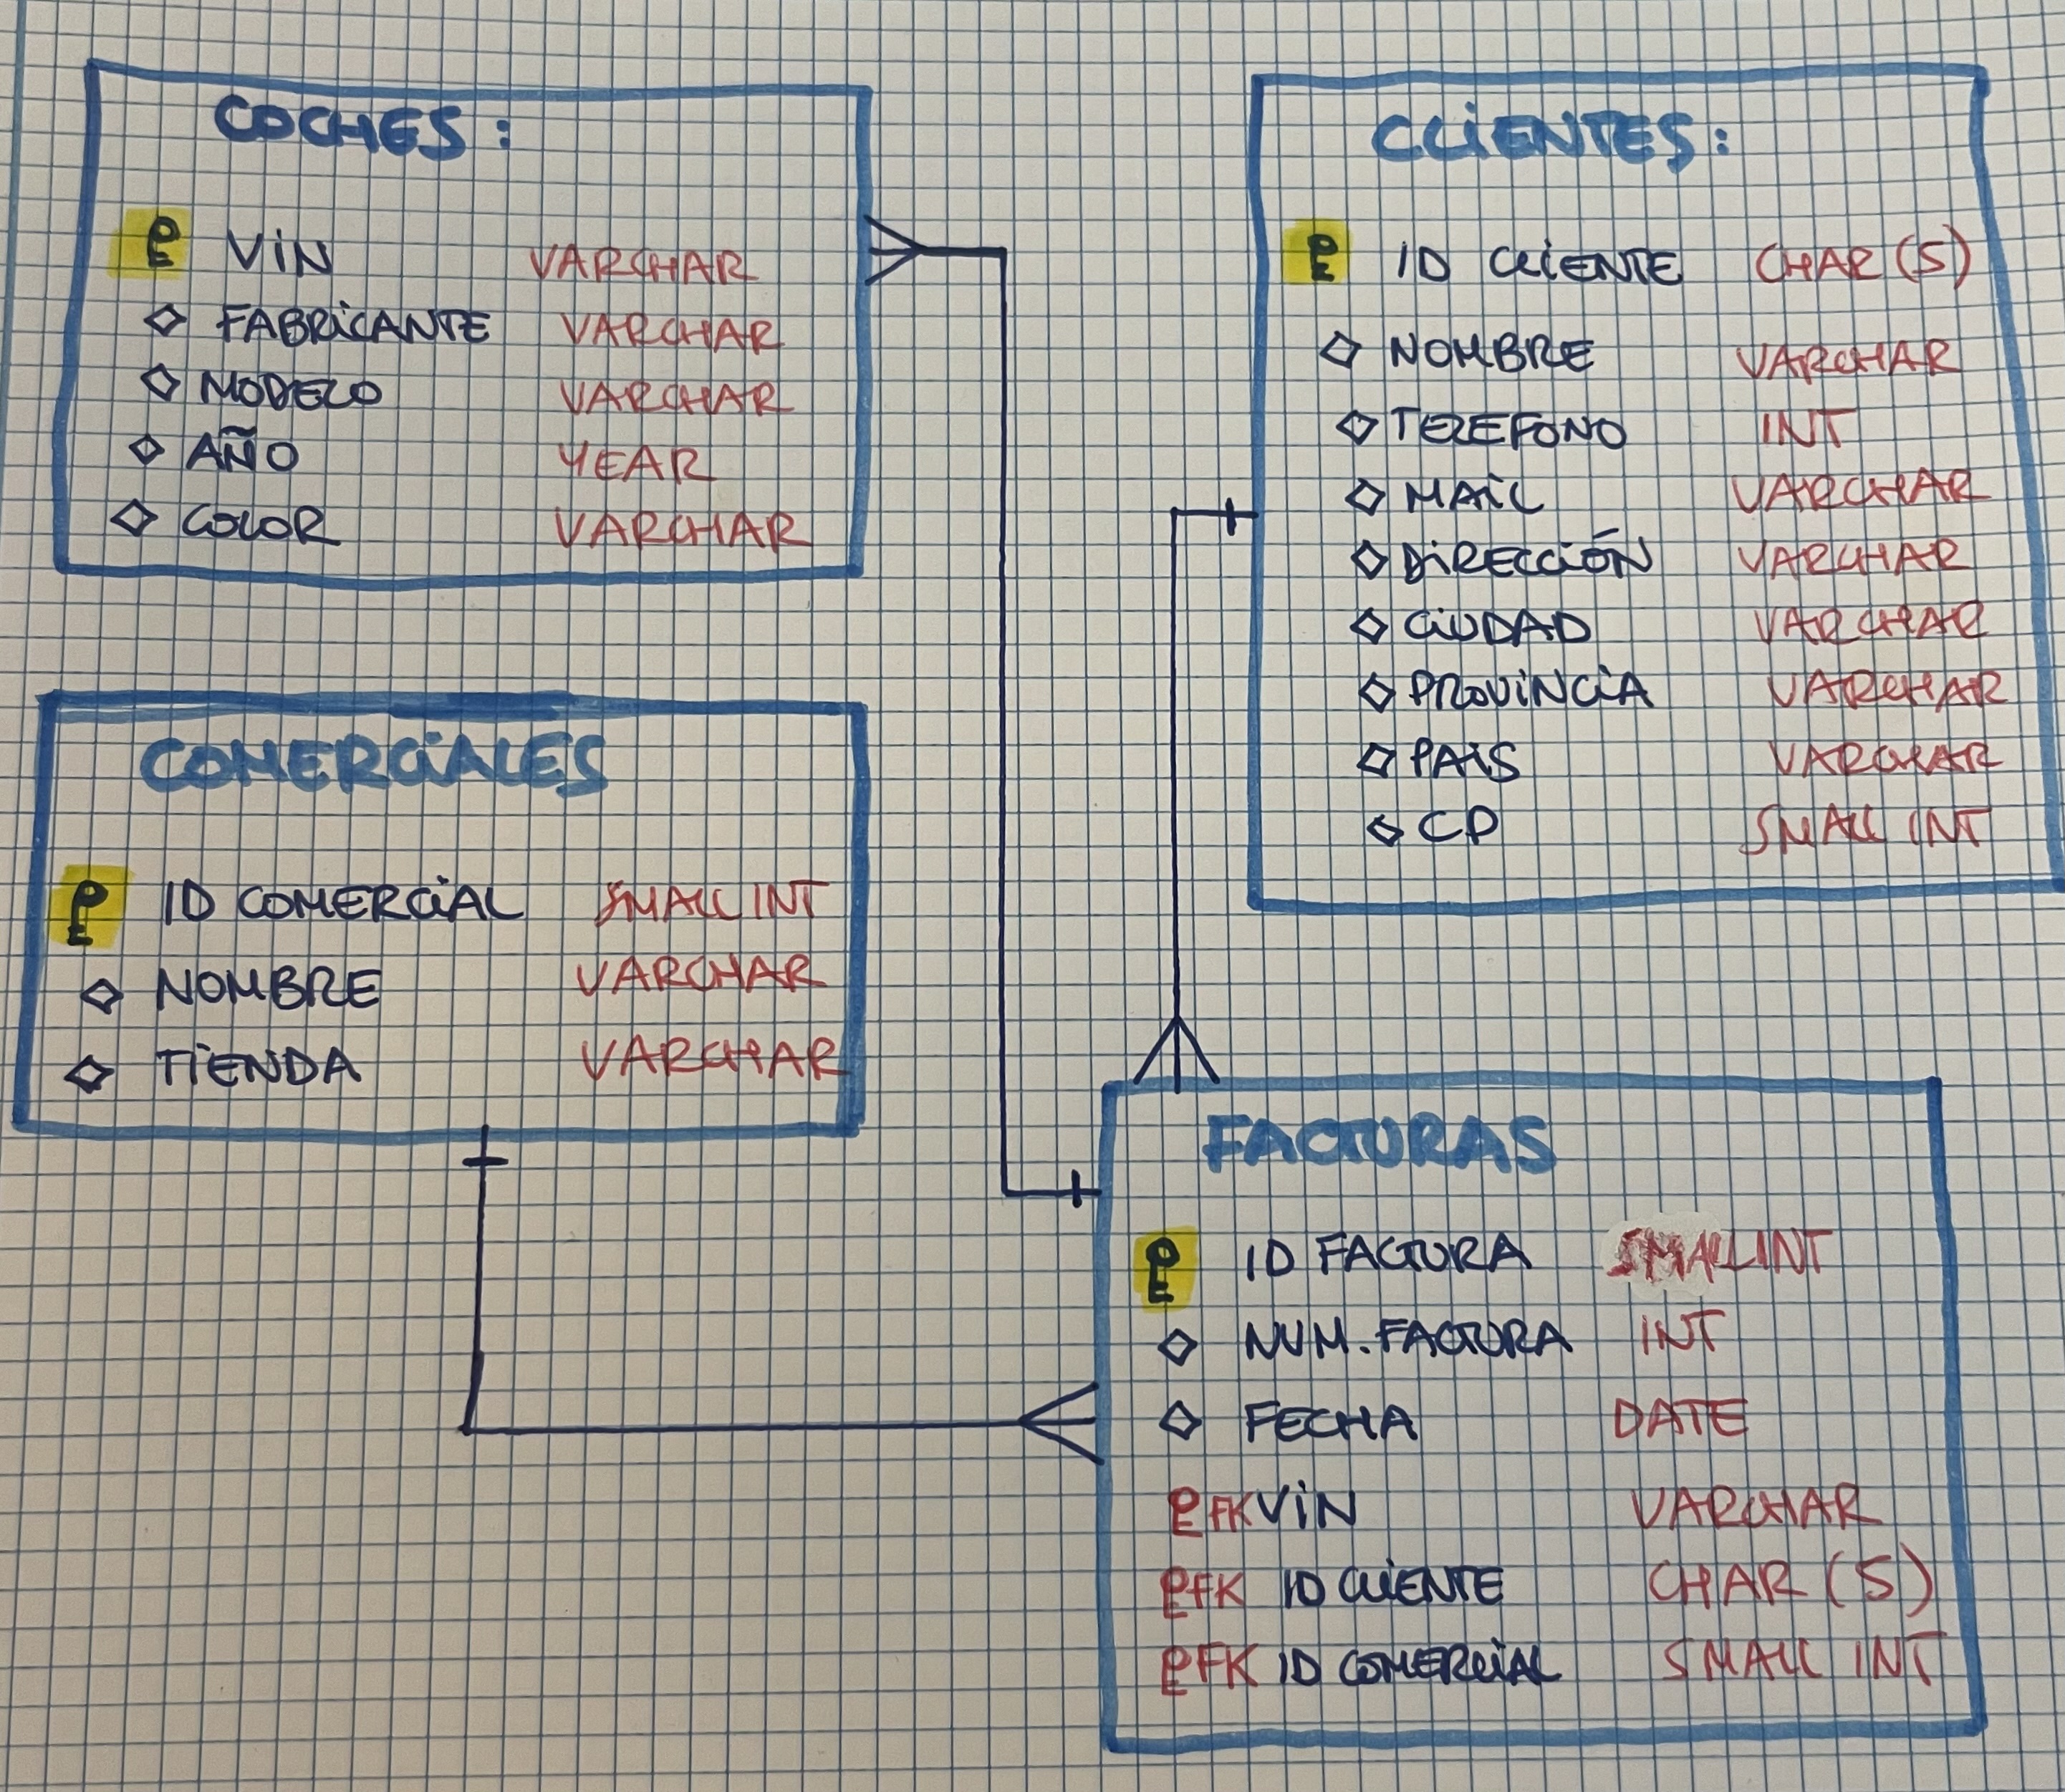 COCHES:
VIN VARCHAR
FABRICANTE VARCHAR
MODELO VARCHAR
AÑO YEAR
COLOR VARCHAR
CLIENTES:
ID CLIENTE CHAR (5)
NOMBRE VARCHAR
TELEFONO INT
MAIL VARCHAR
DIRECCIÓN VARCHAR
CIUDAD VARCHAR
PROVINCIA VARCHAR
PAIS VARCHAR
CP SMALL INT
COMERCIALES
ID COMERCIAL SMALL INT
NOMBRE VARCHAR
TIENDA VARCHAR
FACTURAS
ID FACTURA SMALLINT
NUM. FACTURA INT
FECHA DATE
FK VIN VARCHAR
FK ID CLIENTE CHAR (5)
FK ID COMERCIAL SMALL INT